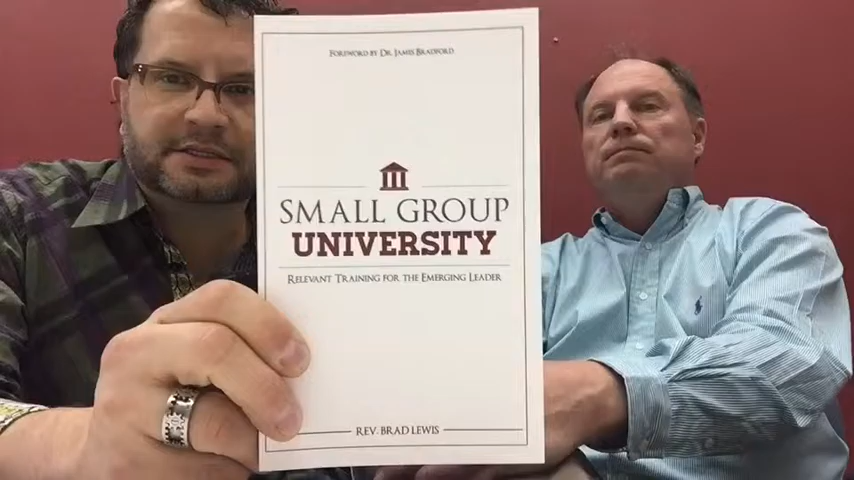 FOREWORD BY DR. JAMES BRADFORD
SMALL GROUP
UNIVERSITY
RELEVANT TRAINING FOR THE EMERGING LEADER
REV. BRAD LEWIS